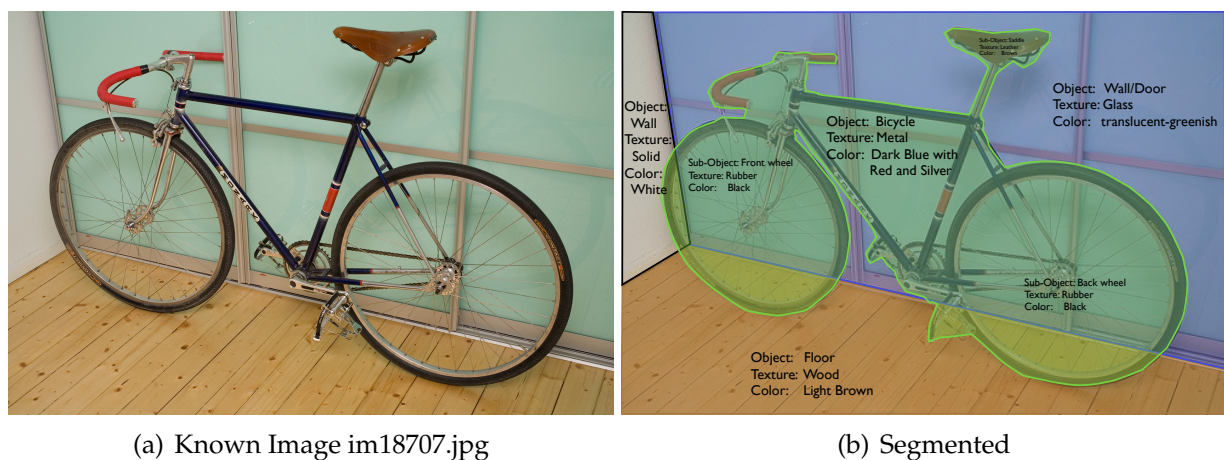 Object:
Wall
Texture:
Solid
Color:
White
Sub-Object: Front wheel
Texture: Rubber
Color: Black
Object: Bicycle
Texture: Metal
Color: Dark Blue with
Red and Silver
Sub-Object: Saddle
Texture: Leather
Color: Brown
Object: Wall/Door
Texture: Glass
Color: translucent-greenish
Sub-Object: Back wheel
Texture: Rubber
Color: Black
Object: Floor
Texture: Wood
Color: Light Brown
(a) Known Image im18707.jpg
(b) Segmented